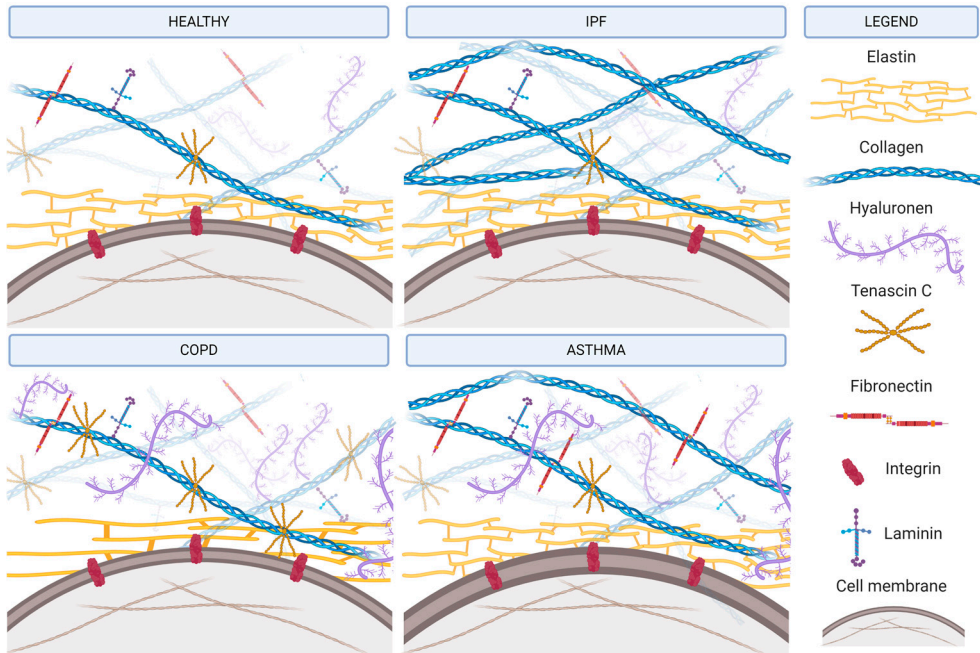 HEALTHY
IPF
LEGEND
Elastin
Collagen
Hyaluronen
Tenascin C
Fibronectin
Integrin
Laminin
Cell membrane
COPD
ASTHMA